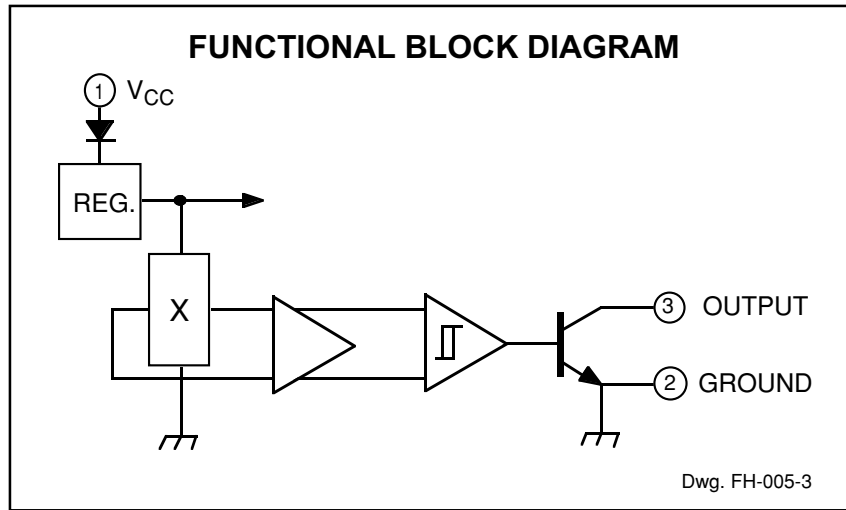 FUNCTIONAL BLOCK DIAGRAM
1 VCC
REG.
X
3 OUTPUT
2 GROUND
Dwg. FH-005-3